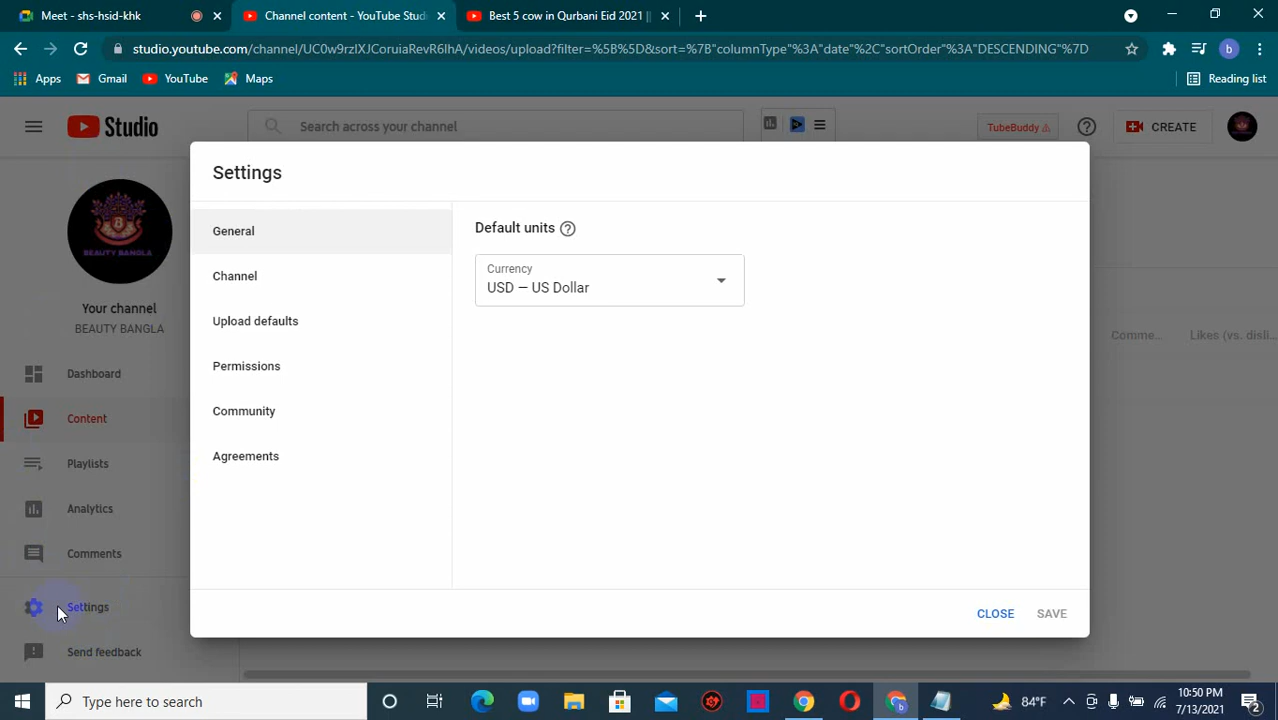 Meet - shs-hsid-khk
Channel content - YouTube Studi
Best 5 cow in Qurbani Eid 2021 ||
studio.youtube.com/channel/UC0w9rzlXJCoruiaRevR6lhA/videos/upload?filter=%5B%5D&sort=%7B"columnType"%3A"date"%2C"sortOrder"%3A"DESCENDING"%7D
b
Apps
Gmail
YouTube
Maps
Reading list
Studio
Search across your channel
TubeBuddy
CREATE
BEAUTY BANGLA
Your channel
BEAUTY BANGLA
Dashboard
Content
Playlists
Analytics
Comments
Settings
Send feedback
Settings
General
Channel
Upload defaults
Permissions
Community
Agreements
Default units
Currency
USD — US Dollar
Comme...
Likes (vs. disli...
CLOSE
SAVE
Type here to search
84°F
10:50 PM
7/13/2021
2